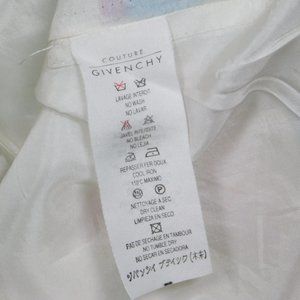 COUTURE
GIVENCHY
LAVAGE INTERDIT
NO WASH
NO LAVAR
JAVEL INTERDITE
NO BLEACH
NO LEJIA
REPASSER FER DOUX
COOL IRON
110°C MAXIMO
NETTOYAGE A SEC
DRY CLEAN
LIMPIEZA EN SECO
PAS DE SECHAGE EN TAMBOUR
NO TUMBLE DRY
NO SECAR EN SECADORA